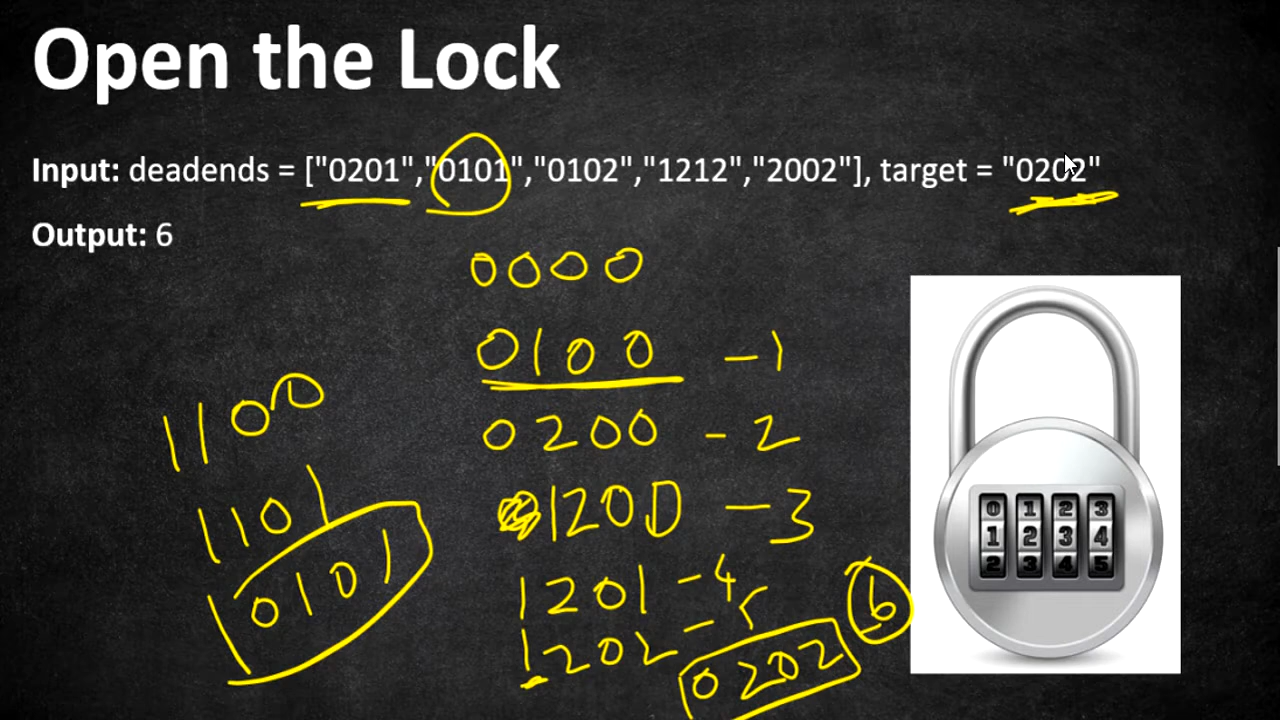 Open the Lock
Input: deadends = ["0201","0101","0102","1212","2002"], target = "0202"
Output: 6
0000
0100 - 1
0200 - 2
1200 - 3
1201 - 4
1202 - 5
0202
6
1100
1101
0101
0 1 2 3
1 2 3 4
2 3 4 5